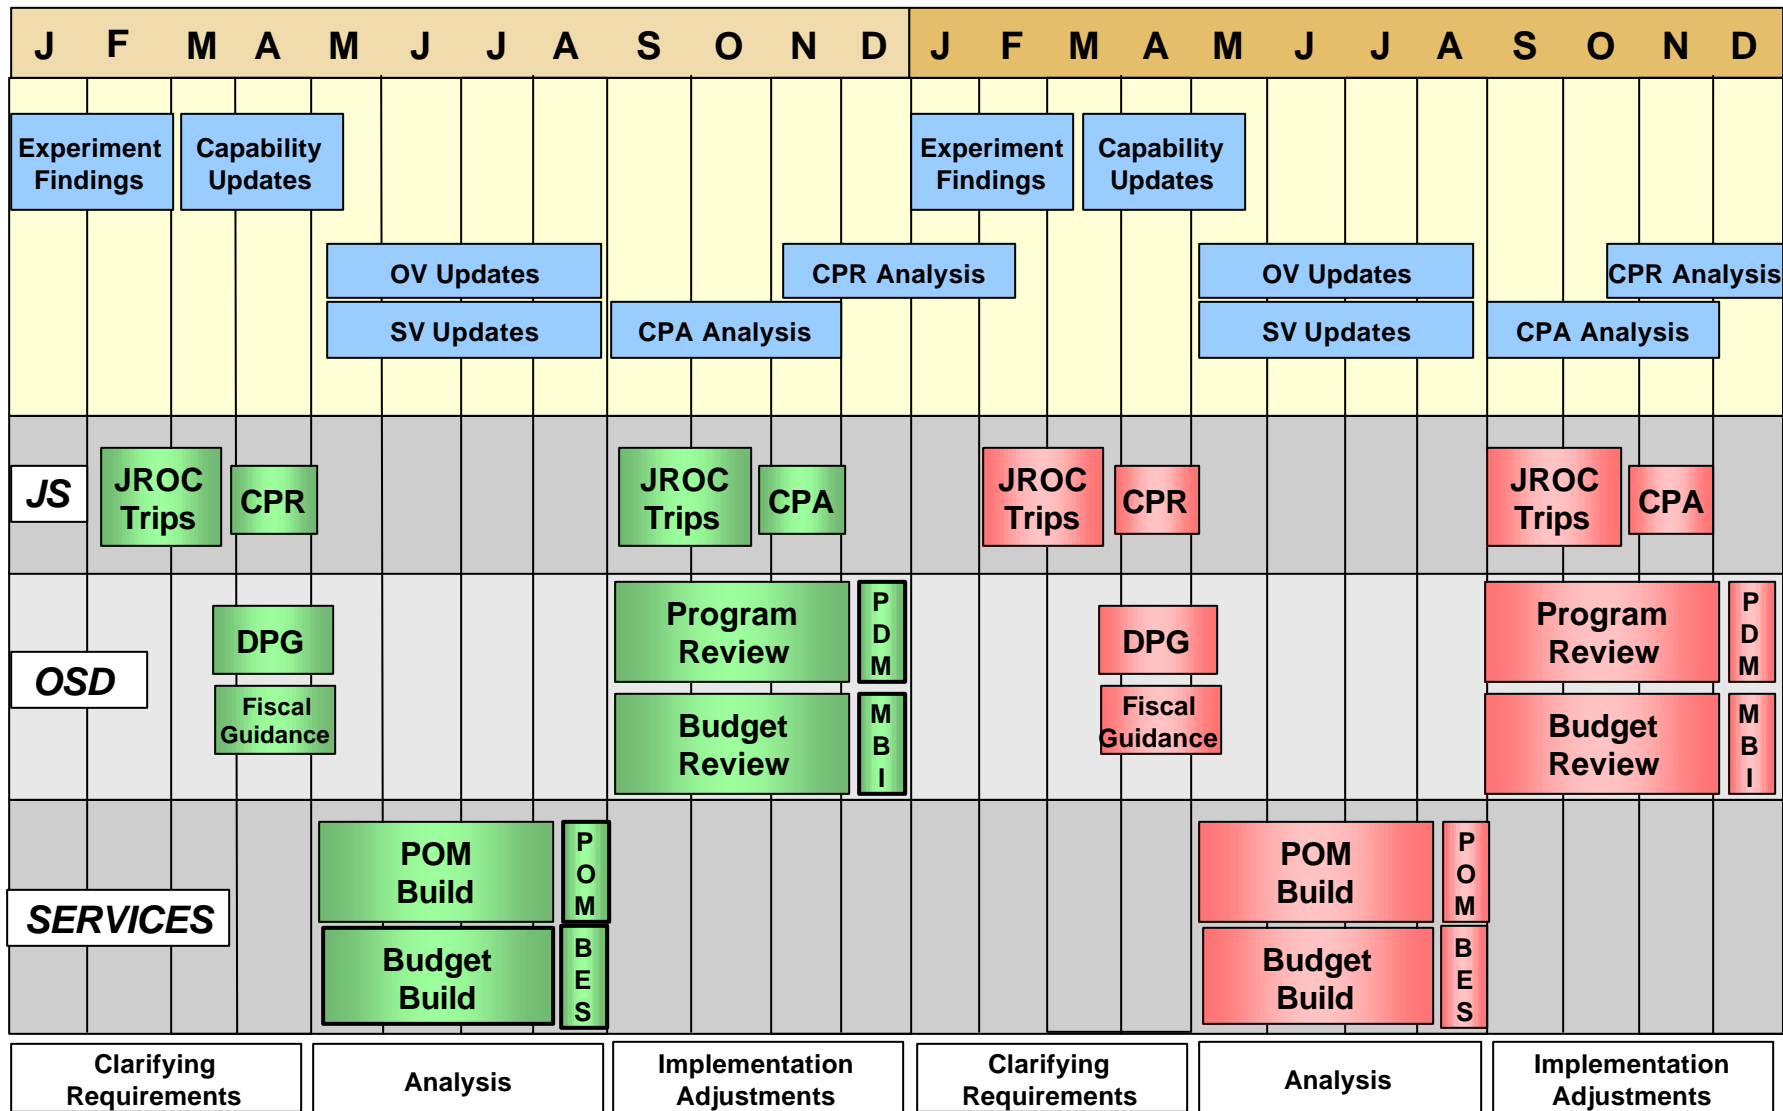 J F M A M J J A S O N D J F M A M J J A S O N D
Experiment
Findings
Capability
Updates
Experiment
Findings
Capability
Updates
OV Updates
CPR Analysis
OV Updates
CPR Analysis
SV Updates
CPA Analysis
SV Updates
CPA Analysis
JS
JROC
Trips
CPR
JROC
Trips
CPA
JROC
Trips
CPR
JROC
Trips
CPA
OSD
DPG
Fiscal
Guidance
Program
Review
P
D
M
Budget
Review
M
B
I
DPG
Fiscal
Guidance
Program
Review
P
D
M
Budget
Review
M
B
I
SERVICES
POM
Build
P
O
M
Budget
Build
B
E
S
POM
Build
P
O
M
Budget
Build
B
E
S
Clarifying
Requirements
Analysis
Implementation
Adjustments
Clarifying
Requirements
Analysis
Implementation
Adjustments